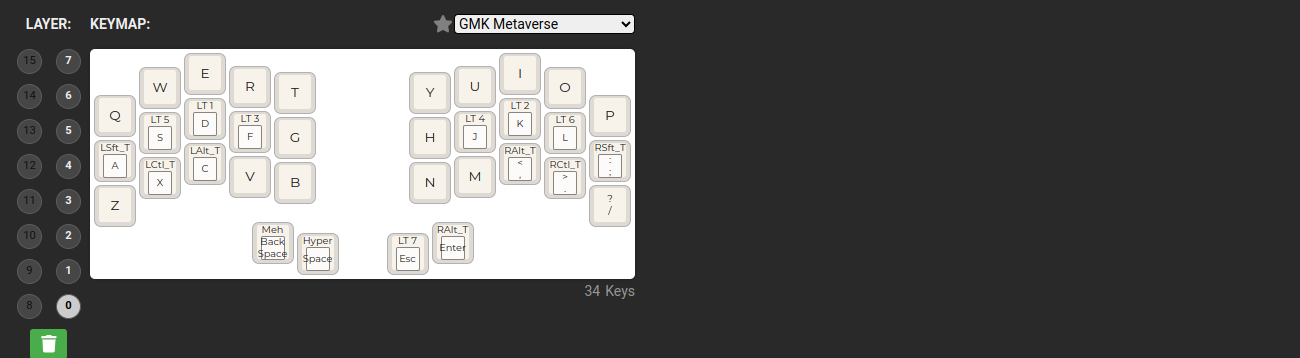 LAYER: KEYMAP: GMK Metaverse
15 7
14 6
13 5
12 4
11 3
10 2
9 1
8 0
Q W E R T Y U I O P
LSft_T A LT 5 S LT 1 D LT 3 F G H LT 4 J LT 2 K LT 6 L RSft_T : ;
Z LCtl_T X LAlt_T C V B N M RAlt_T < , RCtl_T > . ? /
Meh Back Space Hyper Space LT 7 Esc RAlt_T Enter
34 Keys